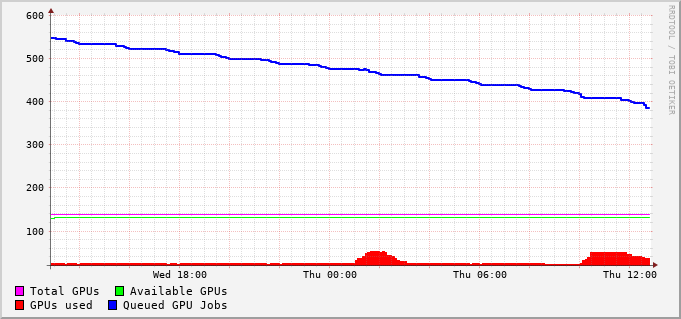 600
500
400
300
200
100
Wed 18:00 Thu 00:00 Thu 06:00 Thu 12:00
Total GPUs Available GPUs
GPUs used Queued GPU Jobs
RRDTOOL / TOBI OETIKER